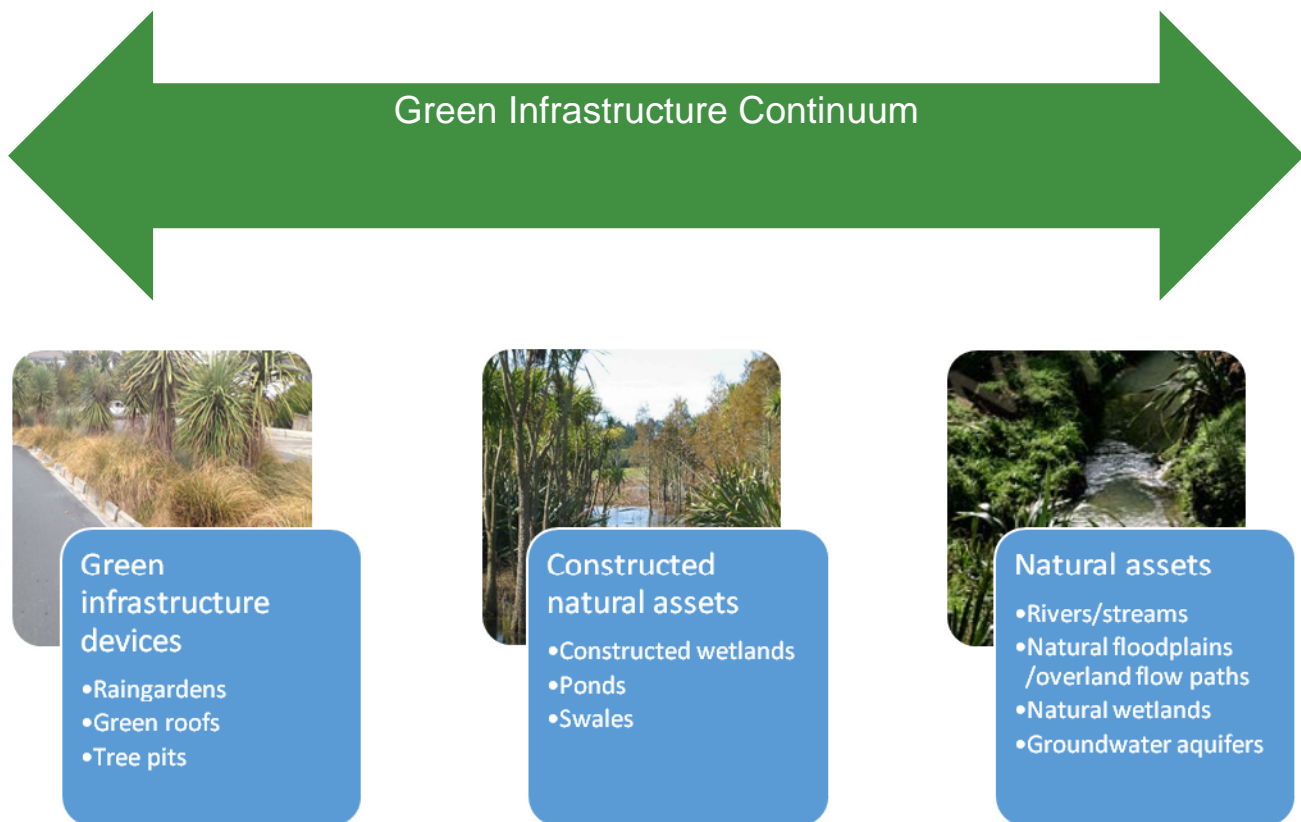 Green Infrastructure Continuum
Green
infrastructure
devices
•Raingardens
•Green roofs
•Tree pits
Constructed
natural assets
•Constructed wetlands
•Ponds
•Swales
Natural assets
•Rivers/streams
•Natural floodplains
/overland flow paths
•Natural wetlands
•Groundwater aquifers